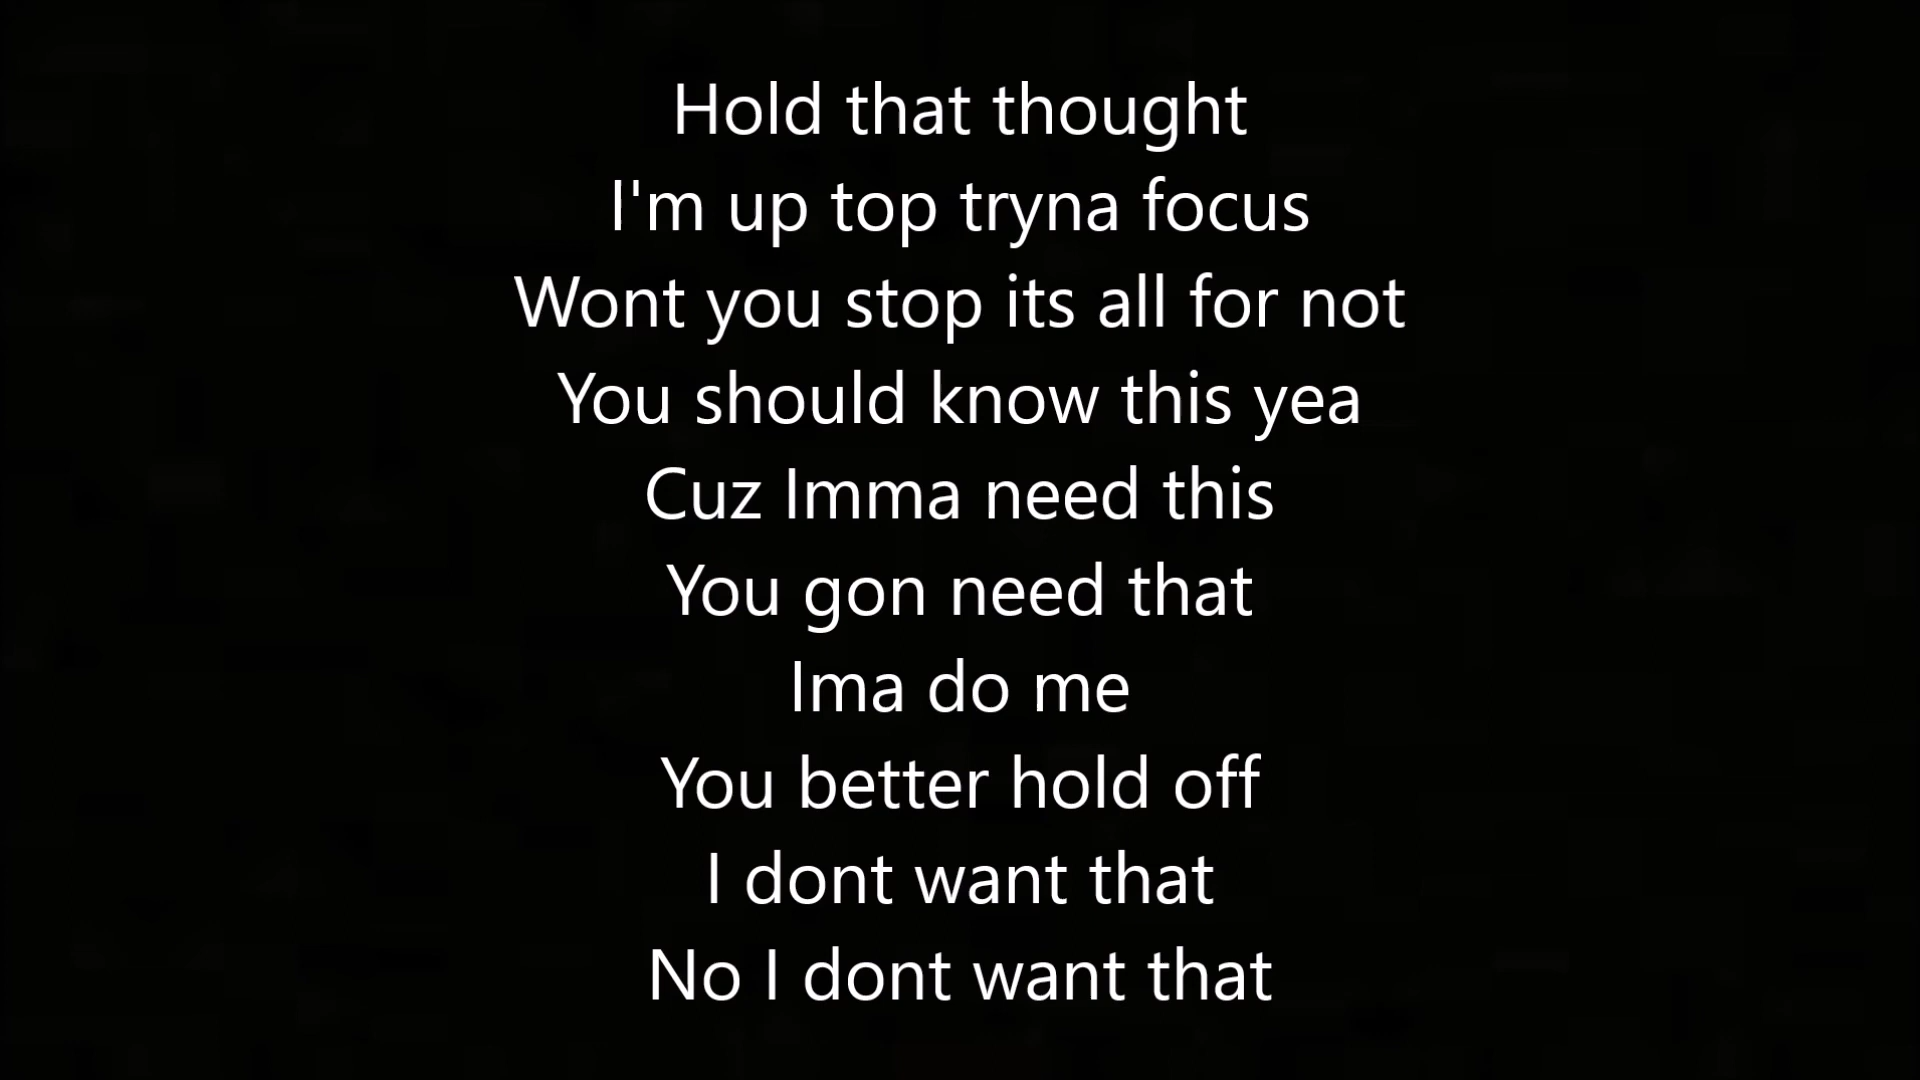 Hold that thought
I'm up top tryna focus
Wont you stop its all for not
You should know this yea
Cuz Imma need this
You gon need that
Ima do me
You better hold off
I dont want that
No I dont want that